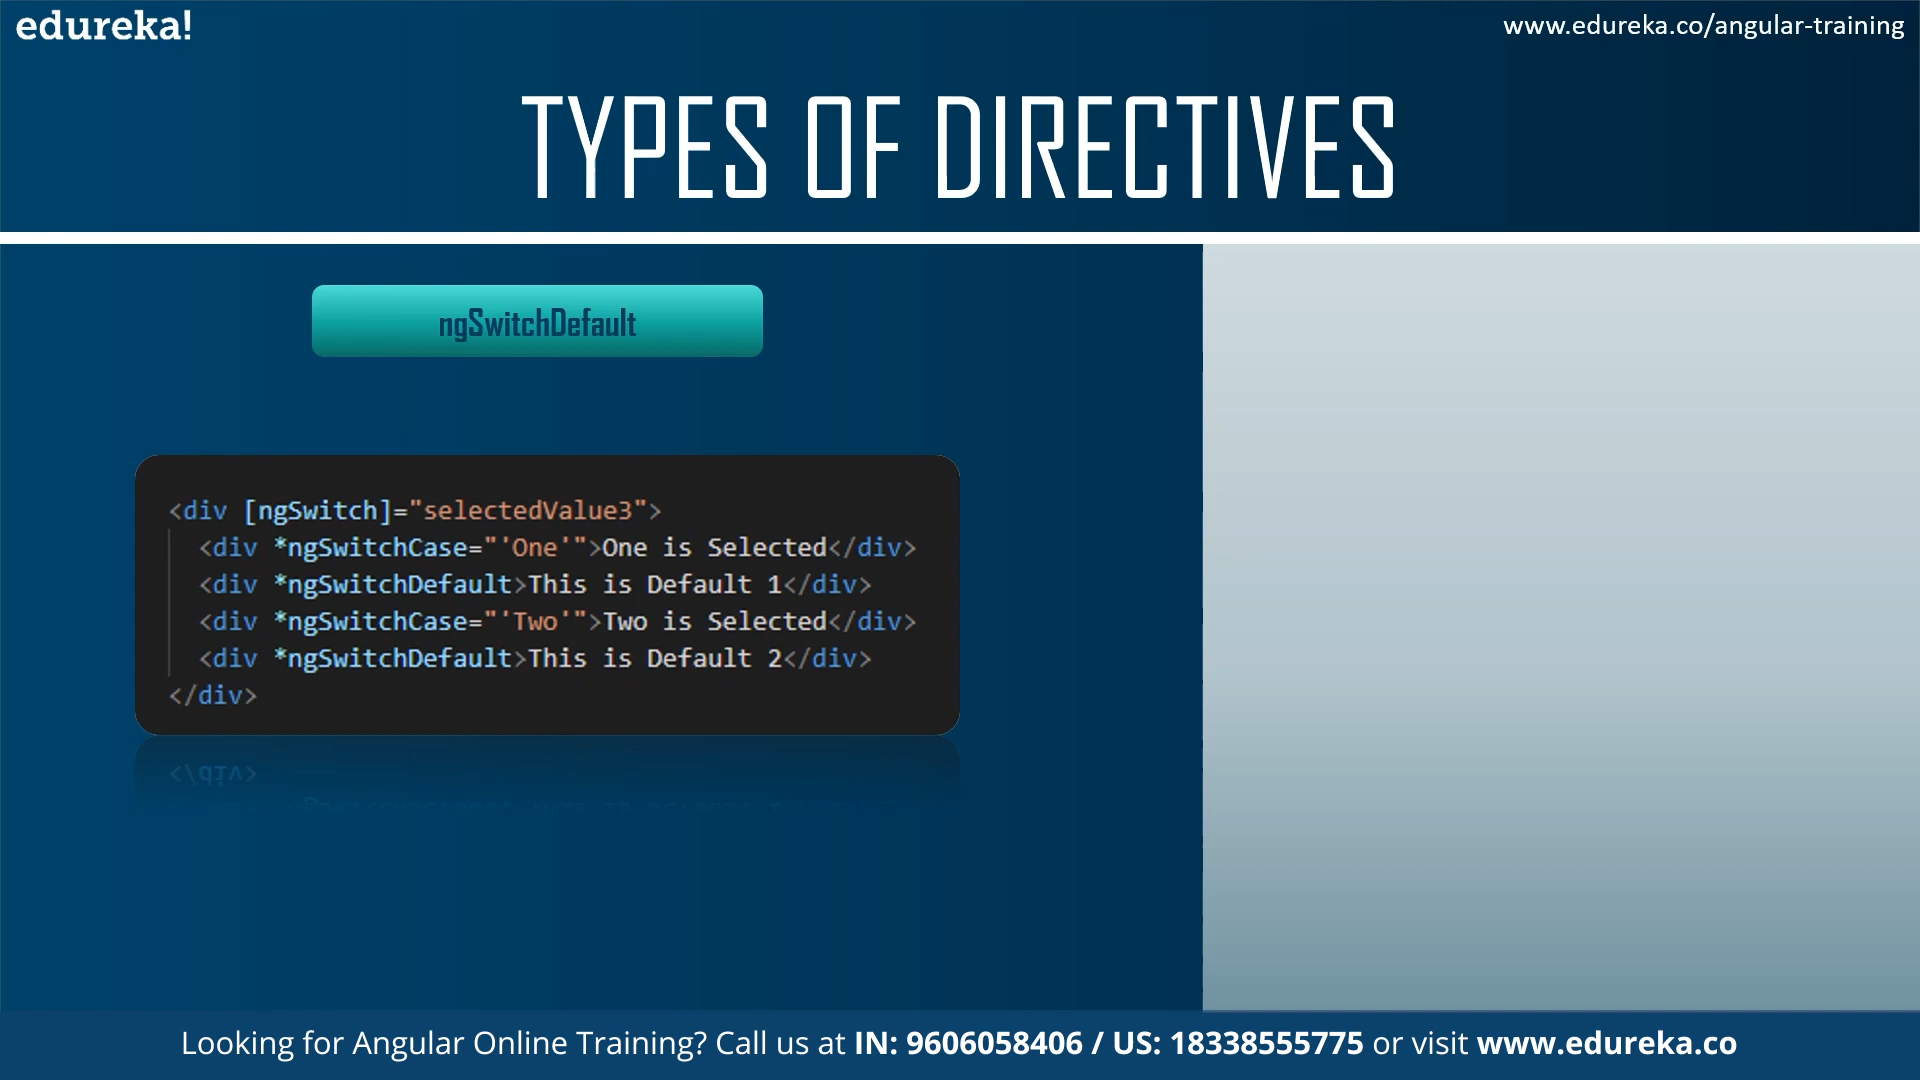 edureka!
www.edureka.co/angular-training
TYPES OF DIRECTIVES
ngSwitchDefault
<div [ngSwitch]="selectedValue3">
<div *ngSwitchCase="'One'">One is Selected</div>
<div *ngSwitchDefault>This is Default 1</div>
<div *ngSwitchCase="'Two'">Two is Selected</div>
<div *ngSwitchDefault>This is Default 2</div>
</div>
Looking for Angular Online Training? Call us at IN: 9606058406 / US: 18338555775 or visit www.edureka.co